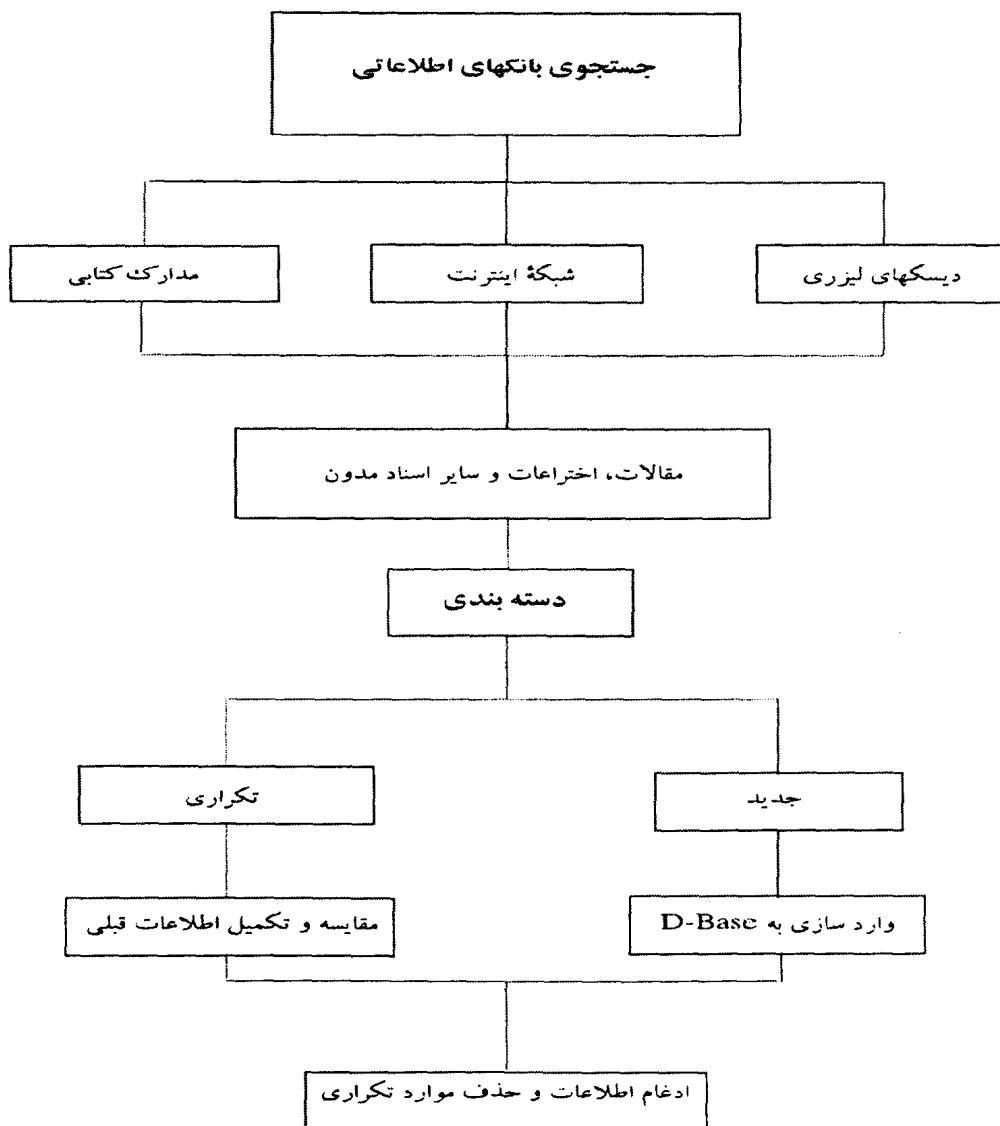 جستجوی بانکهای اطلاعاتی
دیسکهای لیزری
شبکهٔ اینترنت
مدارک کتابی
مقالات، اختراعات و سایر اسناد مدون
دسته بندی
جدید
تکراری
وارد سازی به D-Base
مقایسه و تکمیل اطلاعات قبلی
ادغام اطلاعات و حذف موارد تکراری